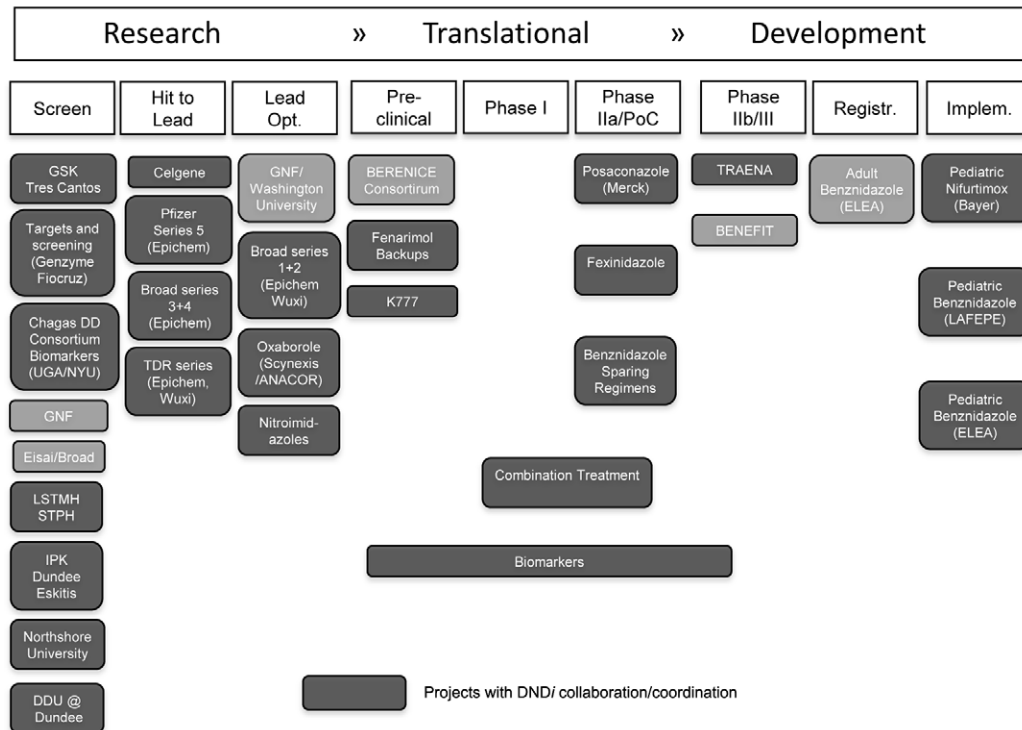 Research » Translational » Development
Screen
Hit to
Lead
Lead
Opt.
Pre-
clinical
Phase I
Phase
IIa/PoC
Phase
IIb/III
Registr.
Implem.
GSK
Tres Cantos
Targets and
screening
(Genzyme
Fiocruz)
Chagas DD
Consortium
Biomarkers
(UGA/NYU)
GNF
Eisai/Broad
LSTMH
STPH
IPK
Dundee
Eskitis
Northshore
University
DDU @
Dundee
Celgene
Pfizer
Series 5
(Epichem)
Broad series
3+4
(Epichem)
TDR series
(Epichem,
Wuxi)
GNF/
Washington
University
Broad series
1+2
(Epichem
Wuxi)
Oxaborole
(Scynexis
/ANACOR)
Nitroimid-
azoles
BERENICE
Consortirum
Fenarimol
Backups
K777
Posaconazole
(Merck)
Fexinidazole
Benznidazole
Sparing
Regimens
TRAENA
BENEFIT
Adult
Benznidazole
(ELEA)
Pediatric
Nifurtimox
(Bayer)
Pediatric
Benznidazole
(LAFEPE)
Pediatric
Benznidazole
(ELEA)
Combination Treatment
Biomarkers
Projects with DNDi collaboration/coordination